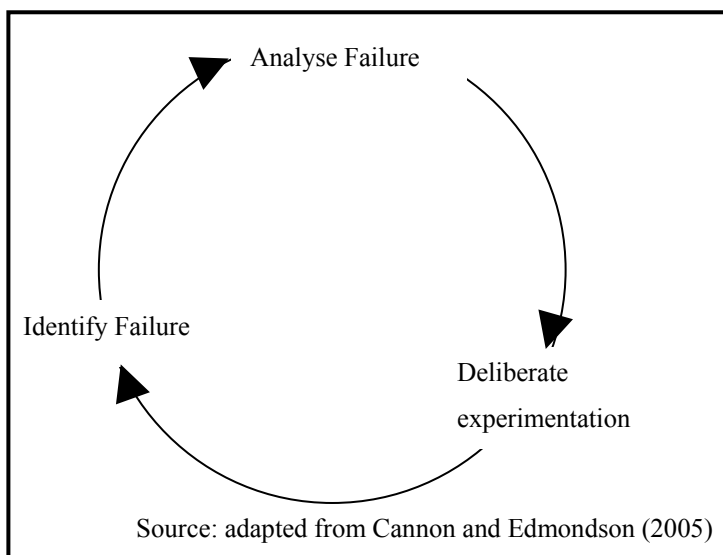 Analyse Failure
Identify Failure
Deliberate
experimentation
Source: adapted from Cannon and Edmondson (2005)